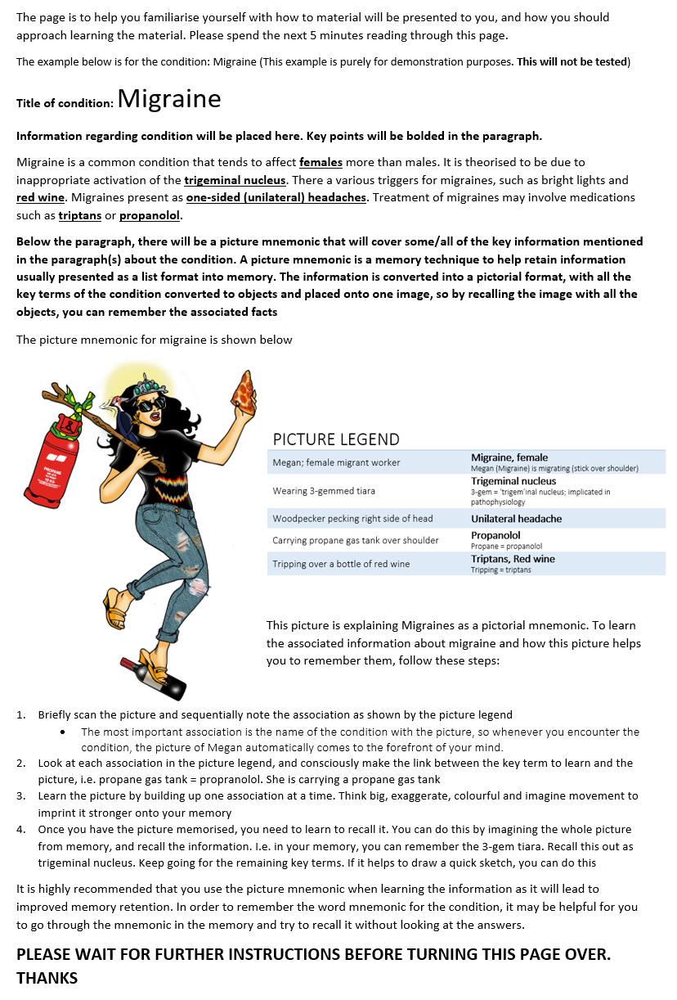 The page is to help you familiarise yourself with how to material will be presented to you, and how you should
approach learning the material. Please spend the next 5 minutes reading through this page.
The example below is for the condition: Migraine (This example is purely for demonstration purposes. This will not be tested)
Title of condition: Migraine
Information regarding condition will be placed here. Key points will be bolded in the paragraph.
Migraine is a common condition that tends to affect females more than males. It is theorised to be due to
inappropriate activation of the trigeminal nucleus. There a various triggers for migraines, such as bright lights and
red wine. Migraines present as one-sided (unilateral) headaches. Treatment of migraines may involve medications
such as triptans or propanolol.
Below the paragraph, there will be a picture mnemonic that will cover some/all of the key information mentioned
in the paragraph(s) about the condition. A picture mnemonic is a memory technique to help retain information
usually presented as a list format into memory. The information is converted into a pictorial format, with all the
key terms of the condition converted to objects and placed onto one image, so by recalling the image with all the
objects, you can remember the associated facts
The picture mnemonic for migraine is shown below
PROPANE
PICTURE LEGEND
Megan; female migrant worker
Migraine, female
Megan (Migraine) is migrating (stick over shoulder)
Wearing 3-gemmed tiara
Trigeminal nucleus
3-gem = 'trigem'inal nucleus; implicated in
pathophysiology
Woodpecker pecking right side of head
Unilateral headache
Carrying propane gas tank over shoulder
Propanolol
Propane = propanolol
Tripping over a bottle of red wine
Triptans, Red wine
Tripping = triptans
This picture is explaining Migraines as a pictorial mnemonic. To learn
the associated information about migraine and how this picture helps
you to remember them, follow these steps:
1. Briefly scan the picture and sequentially note the association as shown by the picture legend
• The most important association is the name of the condition with the picture, so whenever you encounter the
condition, the picture of Megan automatically comes to the forefront of your mind.
2. Look at each association in the picture legend, and consciously make the link between the key term to learn and the
picture, i.e. propane gas tank = propranolol. She is carrying a propane gas tank
3. Learn the picture by building up one association at a time. Think big, exaggerate, colourful and imagine movement to
imprint it stronger onto your memory
4. Once you have the picture memorised, you need to learn to recall it. You can do this by imagining the whole picture
from memory, and recall the information. I.e. in your memory, you can remember the 3-gem tiara. Recall this out as
trigeminal nucleus. Keep going for the remaining key terms. If it helps to draw a quick sketch, you can do this
It is highly recommended that you use the picture mnemonic when learning the information as it will lead to
improved memory retention. In order to remember the word mnemonic for the condition, it may be helpful for you
to go through the mnemonic in the memory and try to recall it without looking at the answers.
PLEASE WAIT FOR FURTHER INSTRUCTIONS BEFORE TURNING THIS PAGE OVER.
THANKS